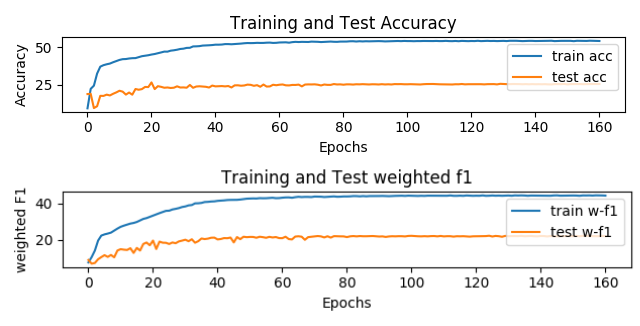 Training and Test Accuracy
Accuracy
50
25
train acc
test acc
0 20 40 60 80 100 120 140 160
Epochs
Training and Test weighted f1
weighted F1
40
20
train w-f1
test w-f1
0 20 40 60 80 100 120 140 160
Epochs